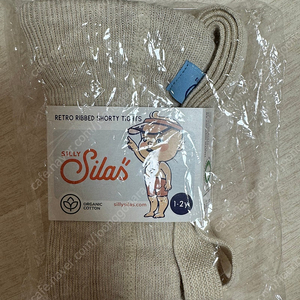 RETRO RIBBED SHORTY TIGHTS
SILLY
Silas
ORGANIC
COTTON
sillysilas.com
1-2y